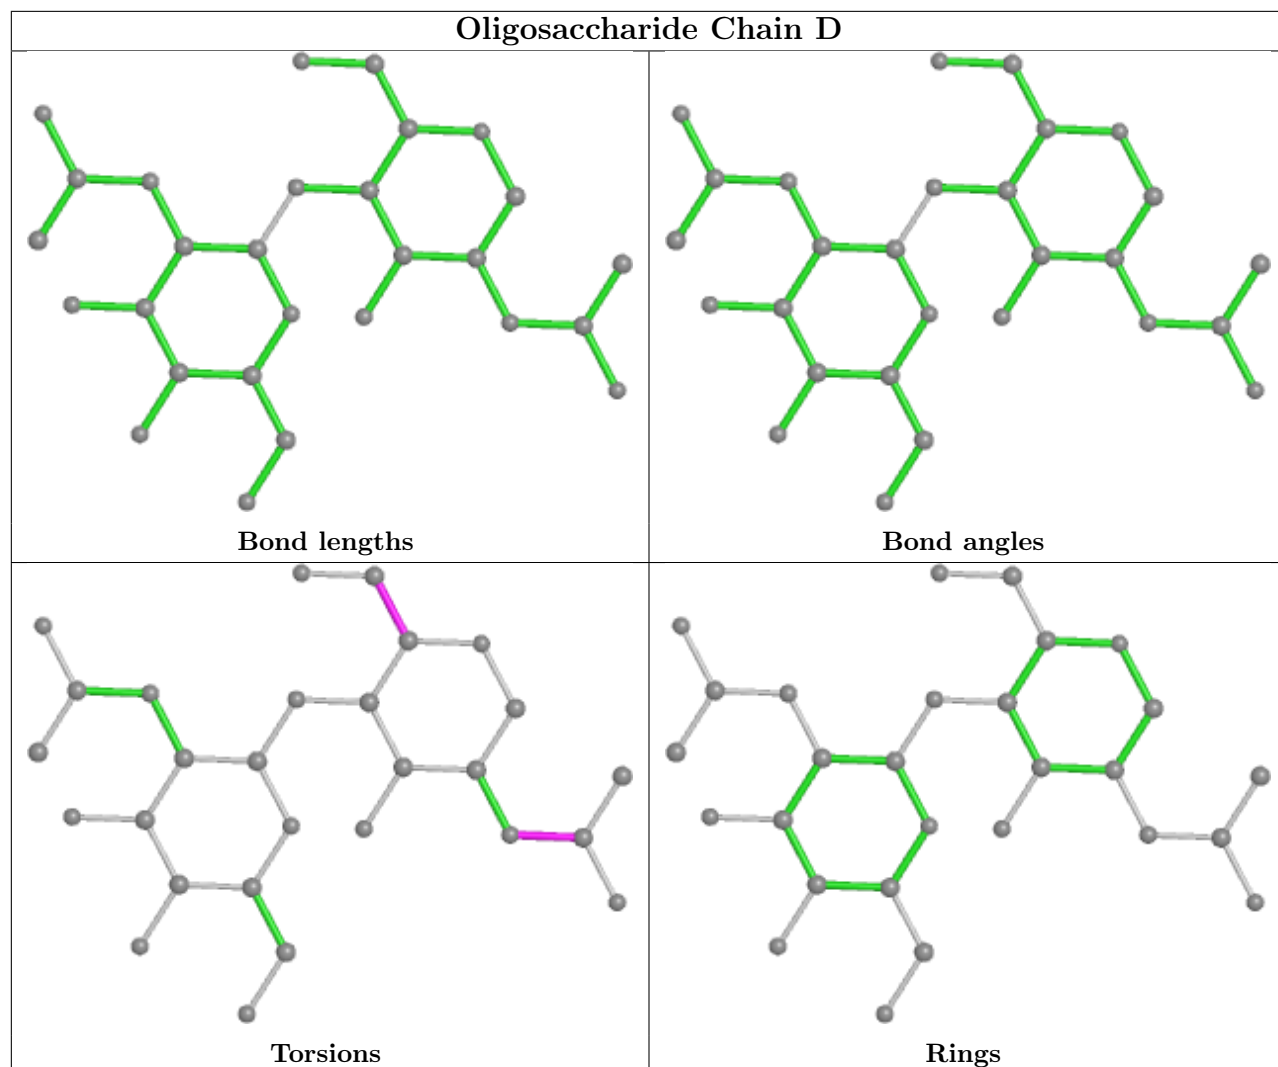 Oligosaccharide Chain D
Bond lengths
Bond angles
Torsions
Rings